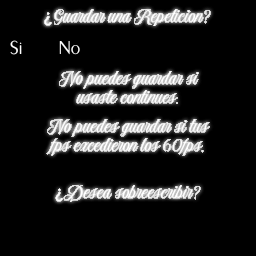 ¿Guardar una Repeticion?
Si No
No puedes guardar si
usaste continues.
No puedes guardar si tus
fps excedieron los 60fps.
¿Desea sobreescribir?